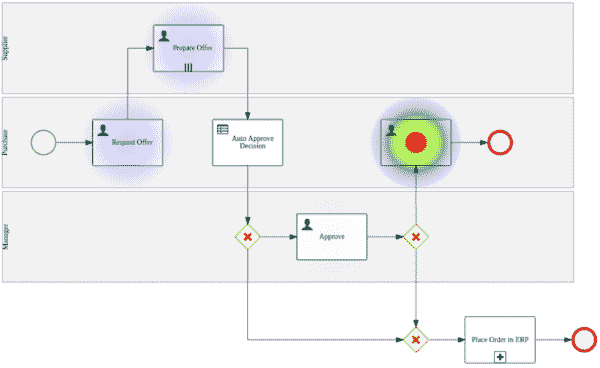 Supplier
Prepare Offer
Purchase
Request Offer
Auto Approve
Decision
Manager
Approve
Place Order in ERP